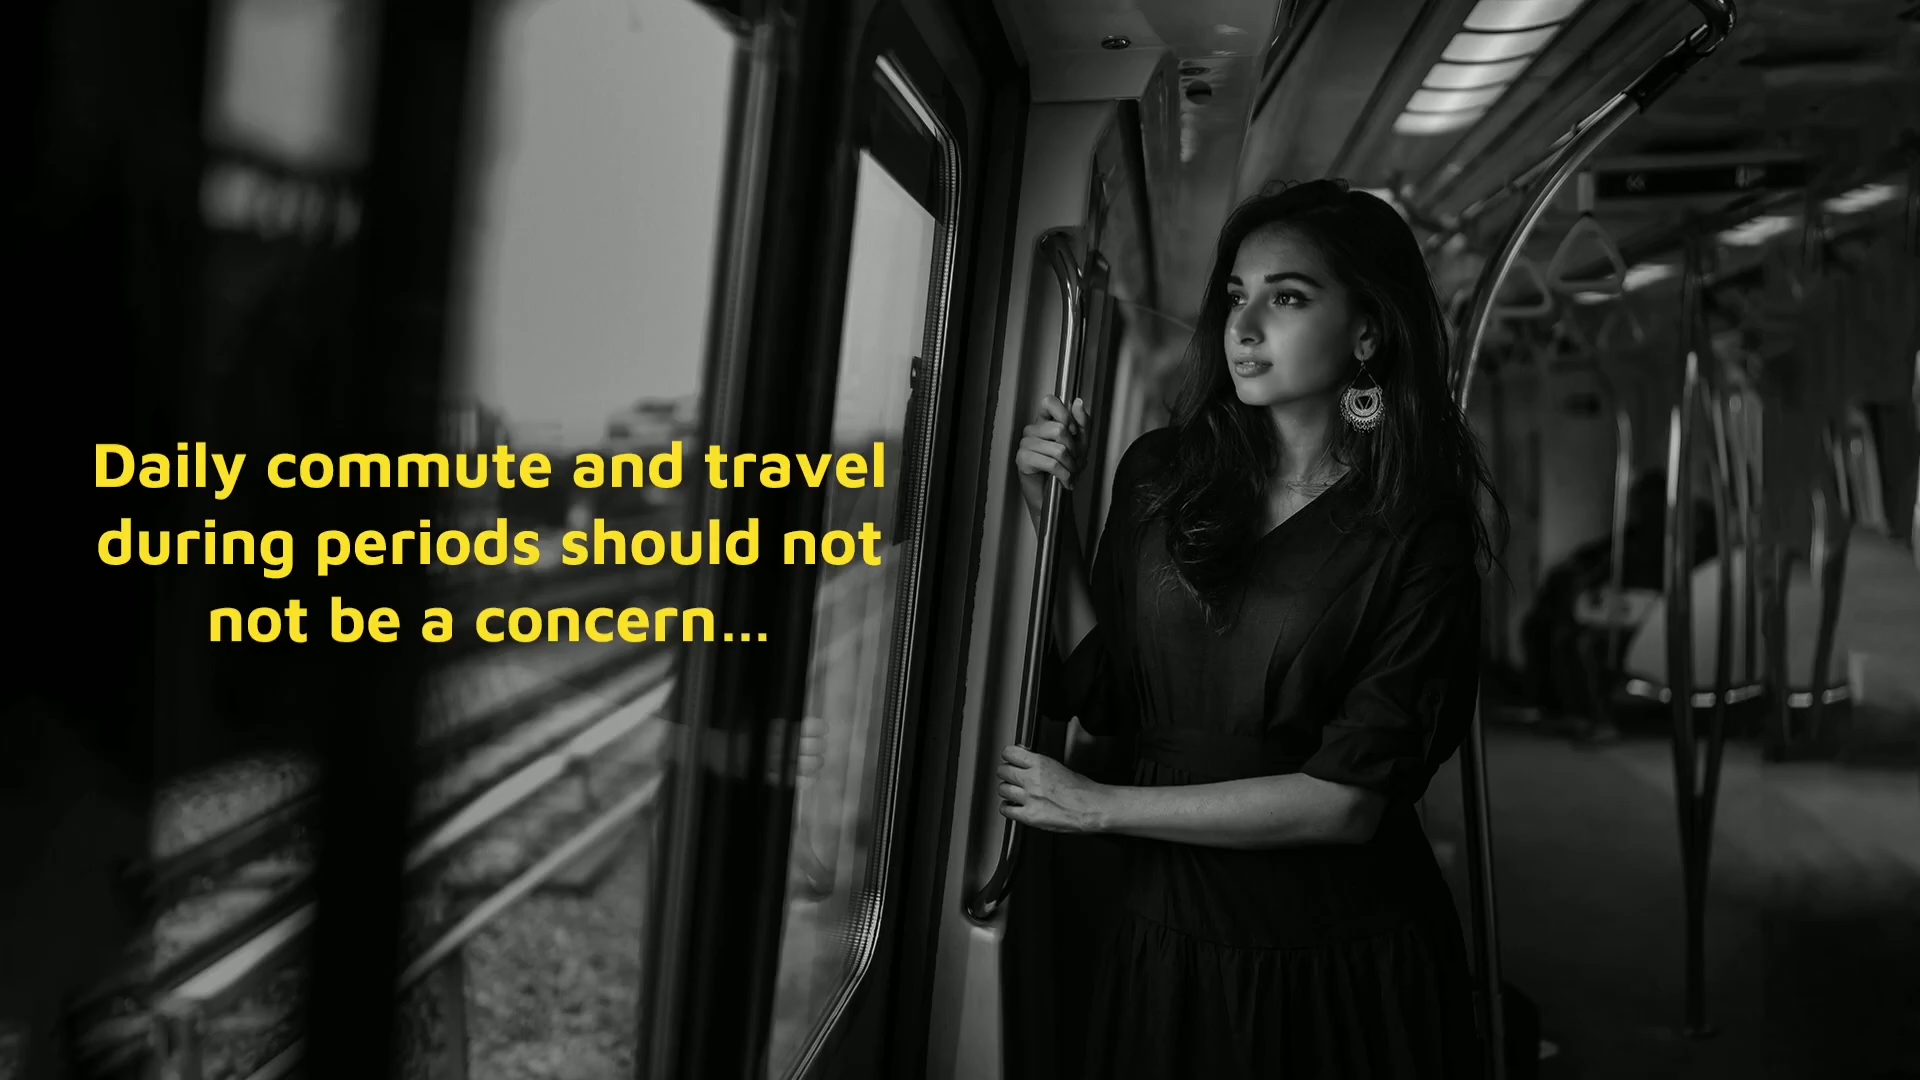 Daily commute and travel
during periods should not
not be a concern...